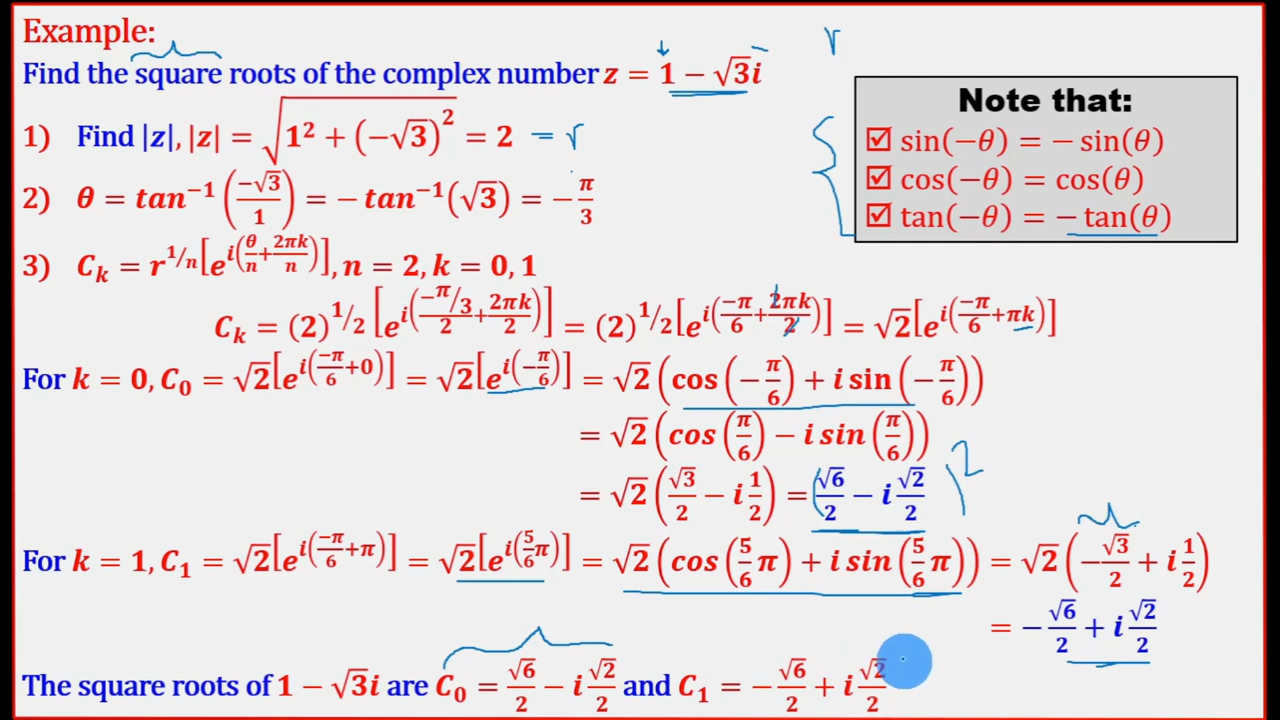 Example:
Find the square roots of the complex number z = 1 − √3i
r
Note that:
☑ sin(−θ) = − sin(θ)
☑ cos(−θ) = cos(θ)
☑ tan(−θ) = − tan(θ)
1) Find |z|, |z| = √(1² + (−√3)²) = 2 = r
2) θ = tan⁻¹(−√3/1) = − tan⁻¹(√3) = −π/3
3) C_k = r^{1/n}[e^{i(θ/n + 2πk/n)}], n = 2, k = 0, 1
C_k = (2)^{1/2}[e^{i((−π/3)/2 + 2πk/2)}] = (2)^{1/2}[e^{i(−π/6 + 2πk/2)}] = √2[e^{i(−π/6 + πk)}]
For k = 0, C₀ = √2[e^{i(−π/6 + 0)}] = √2[e^{i(−π/6)}] = √2(cos(−π/6) + i sin(−π/6))
= √2(cos(π/6) − i sin(π/6))
= √2(√3/2 − i 1/2) = (√6/2 − i √2/2)²
For k = 1, C₁ = √2[e^{i(−π/6 + π)}] = √2[e^{i(5/6 π)}] = √2(cos(5/6 π) + i sin(5/6 π)) = √2(−√3/2 + i 1/2)
= −√6/2 + i √2/2
The square roots of 1 − √3i are C₀ = √6/2 − i √2/2 and C₁ = −√6/2 + i √2/2